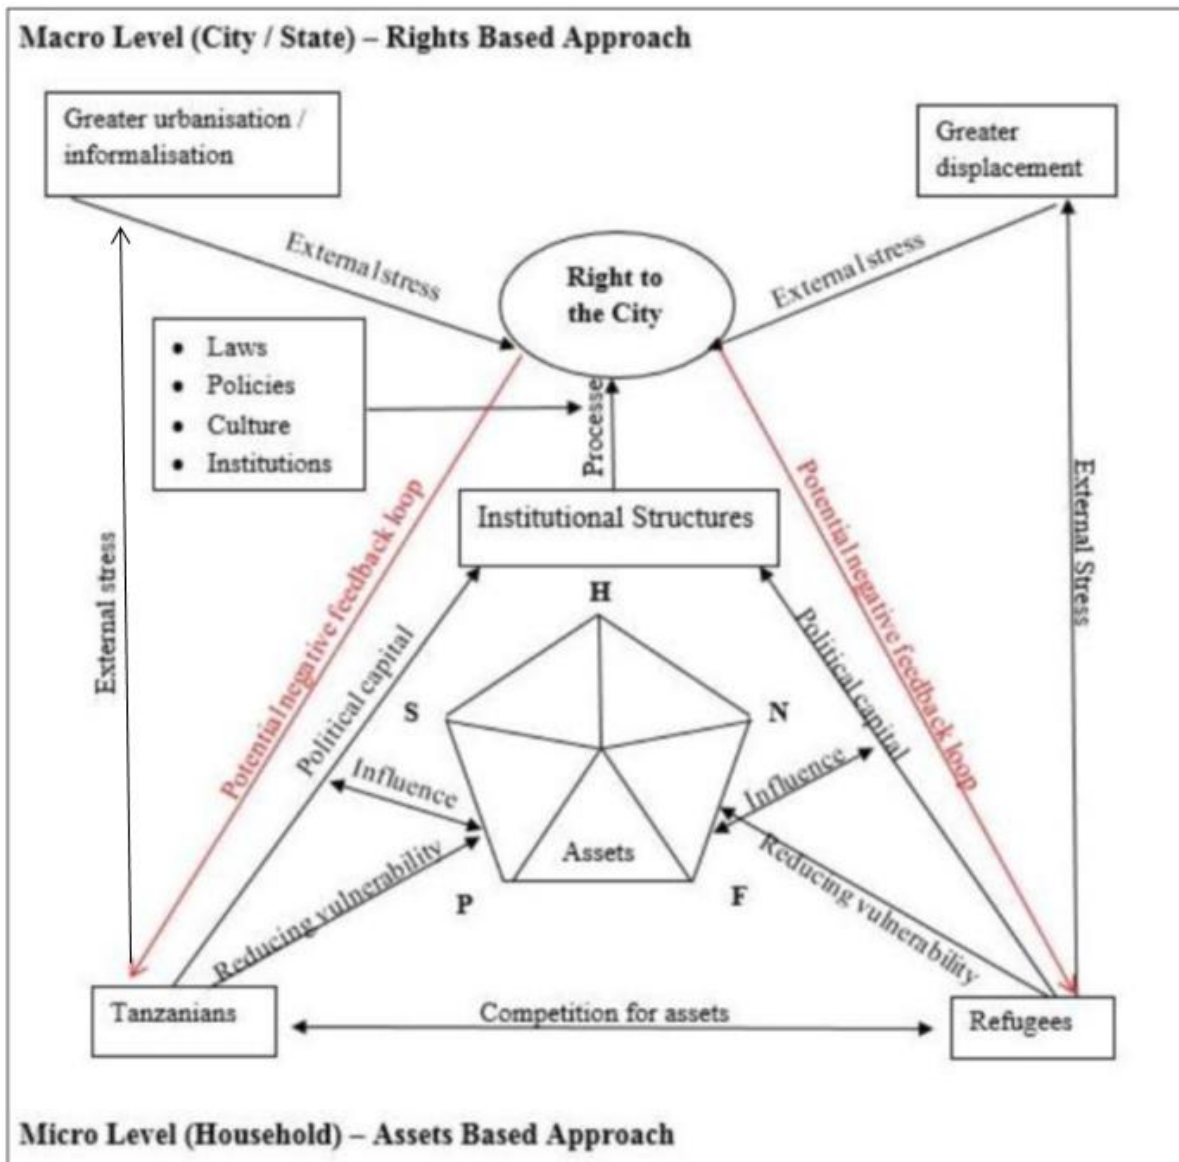 Macro Level (City / State) – Rights Based Approach
Greater urbanisation /
informalisation
Greater
displacement
External stress
External stress
Right to
the City
• Laws
• Policies
• Culture
• Institutions
Processe
Institutional Structures
External stress
Potential negative feedback loop
Political capital
Potential negative feedback loop
Political capital
External Stress
H
S
N
Influence
Influence
Assets
P
F
Reducing vulnerability
Reducing vulnerability
Tanzanians
Competition for assets
Refugees
Micro Level (Household) – Assets Based Approach